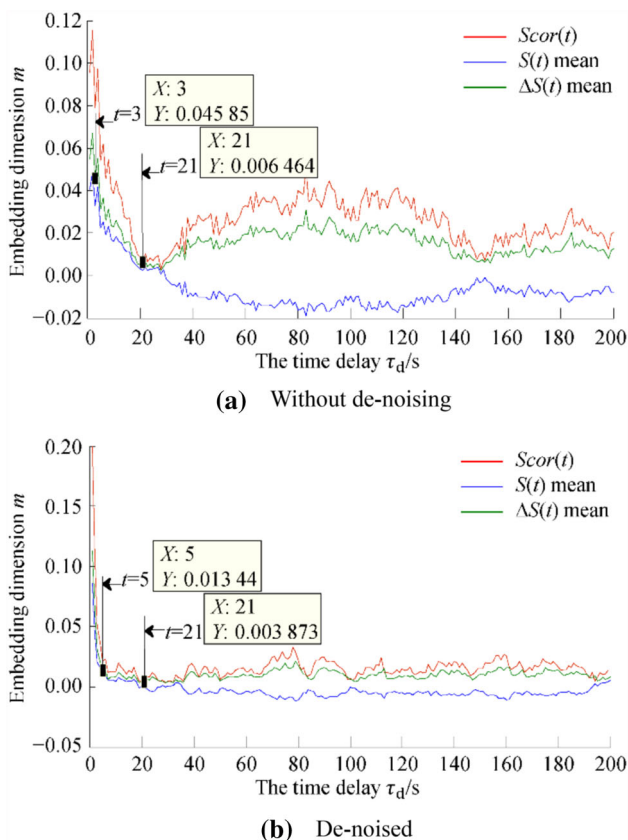 0.12
0.10
0.08
0.06
0.04
0.02
0.00
−0.02
Embedding dimension m
Scor(t)
S(t) mean
ΔS(t) mean
X: 3
Y: 0.045 85
t=3
X: 21
Y: 0.006 464
t=21
0 20 40 60 80 100 120 140 160 180 200
The time delay τd/s
(a) Without de-noising
0.20
0.15
0.10
0.05
0.00
−0.05
Embedding dimension m
Scor(t)
S(t) mean
ΔS(t) mean
X: 5
Y: 0.013 44
t=5
X: 21
Y: 0.003 873
t=21
0 20 40 60 80 100 120 140 160 180 200
The time delay τd/s
(b) De-noised